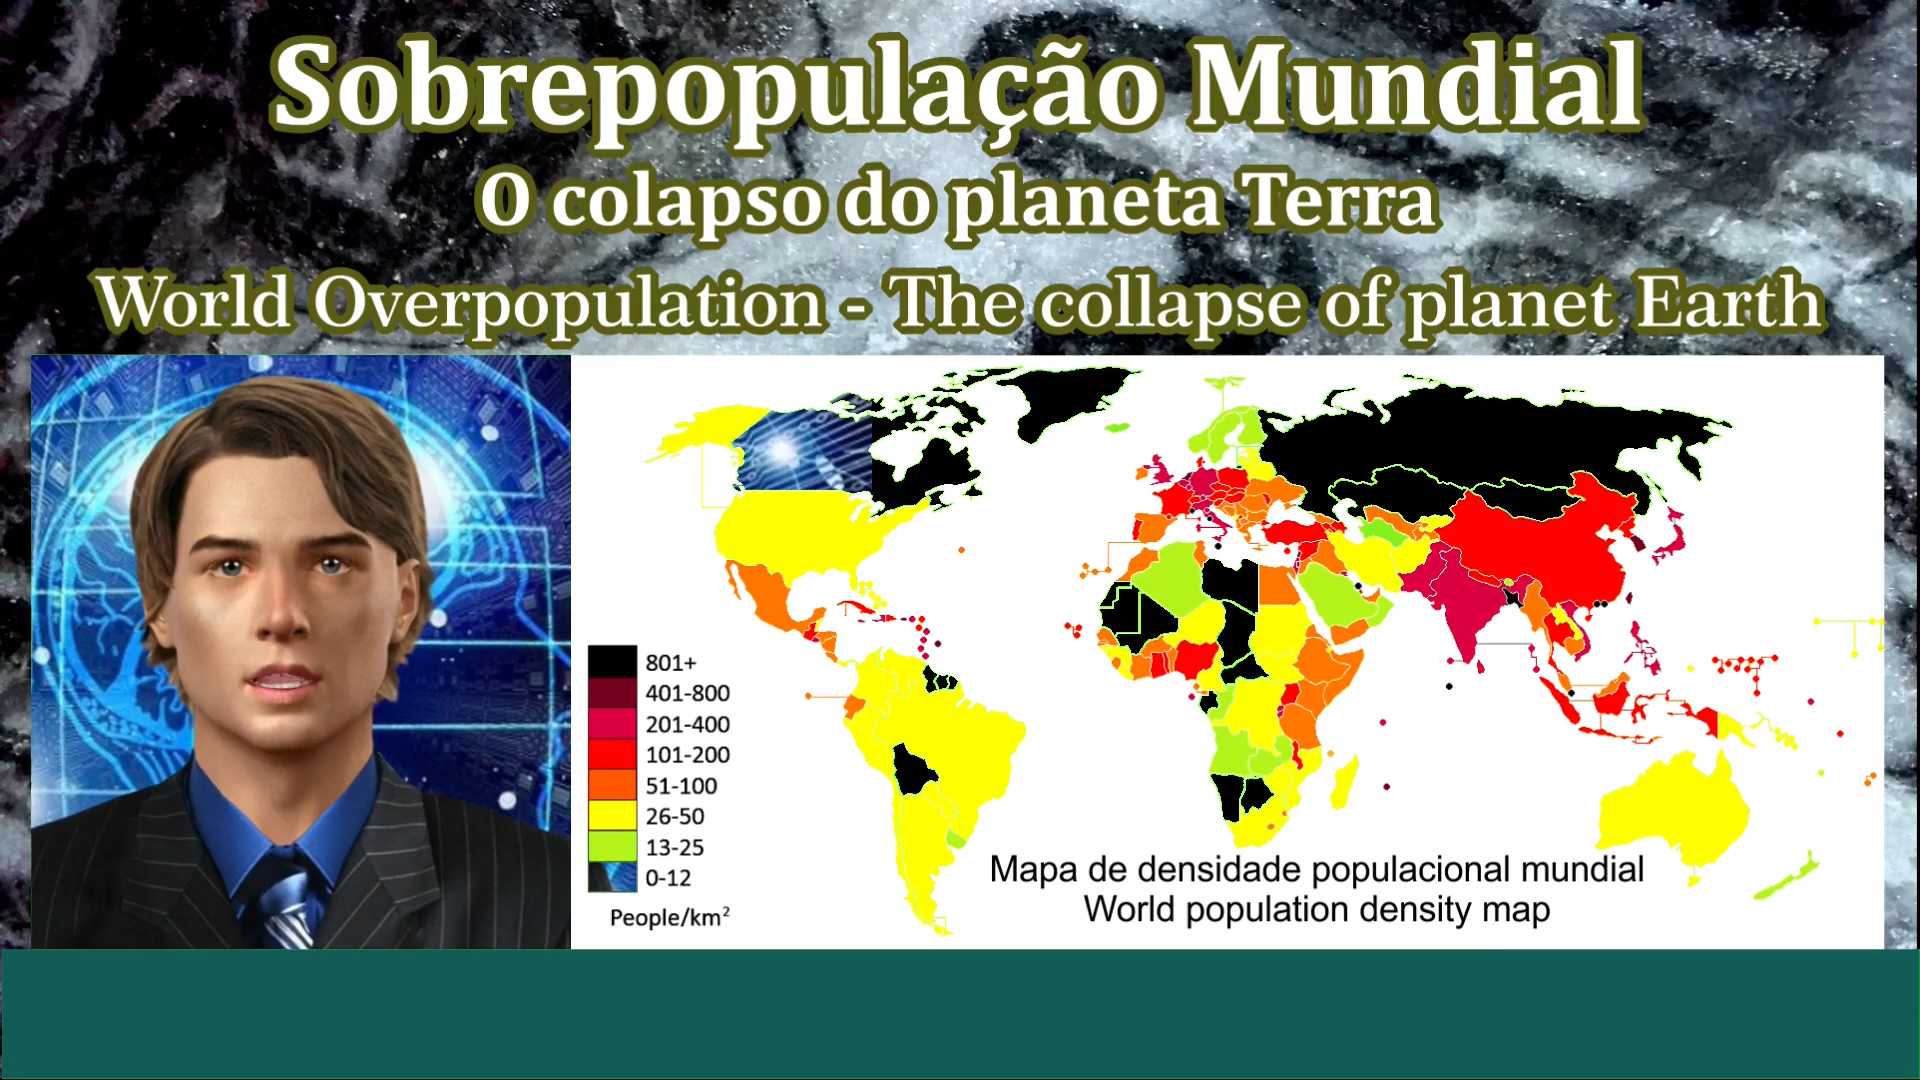 Sobrepopulação Mundial
O colapso do planeta Terra
World Overpopulation - The collapse of planet Earth
801+
401-800
201-400
101-200
51-100
26-50
13-25
0-12
People/km²
Mapa de densidade populacional mundial
World population density map